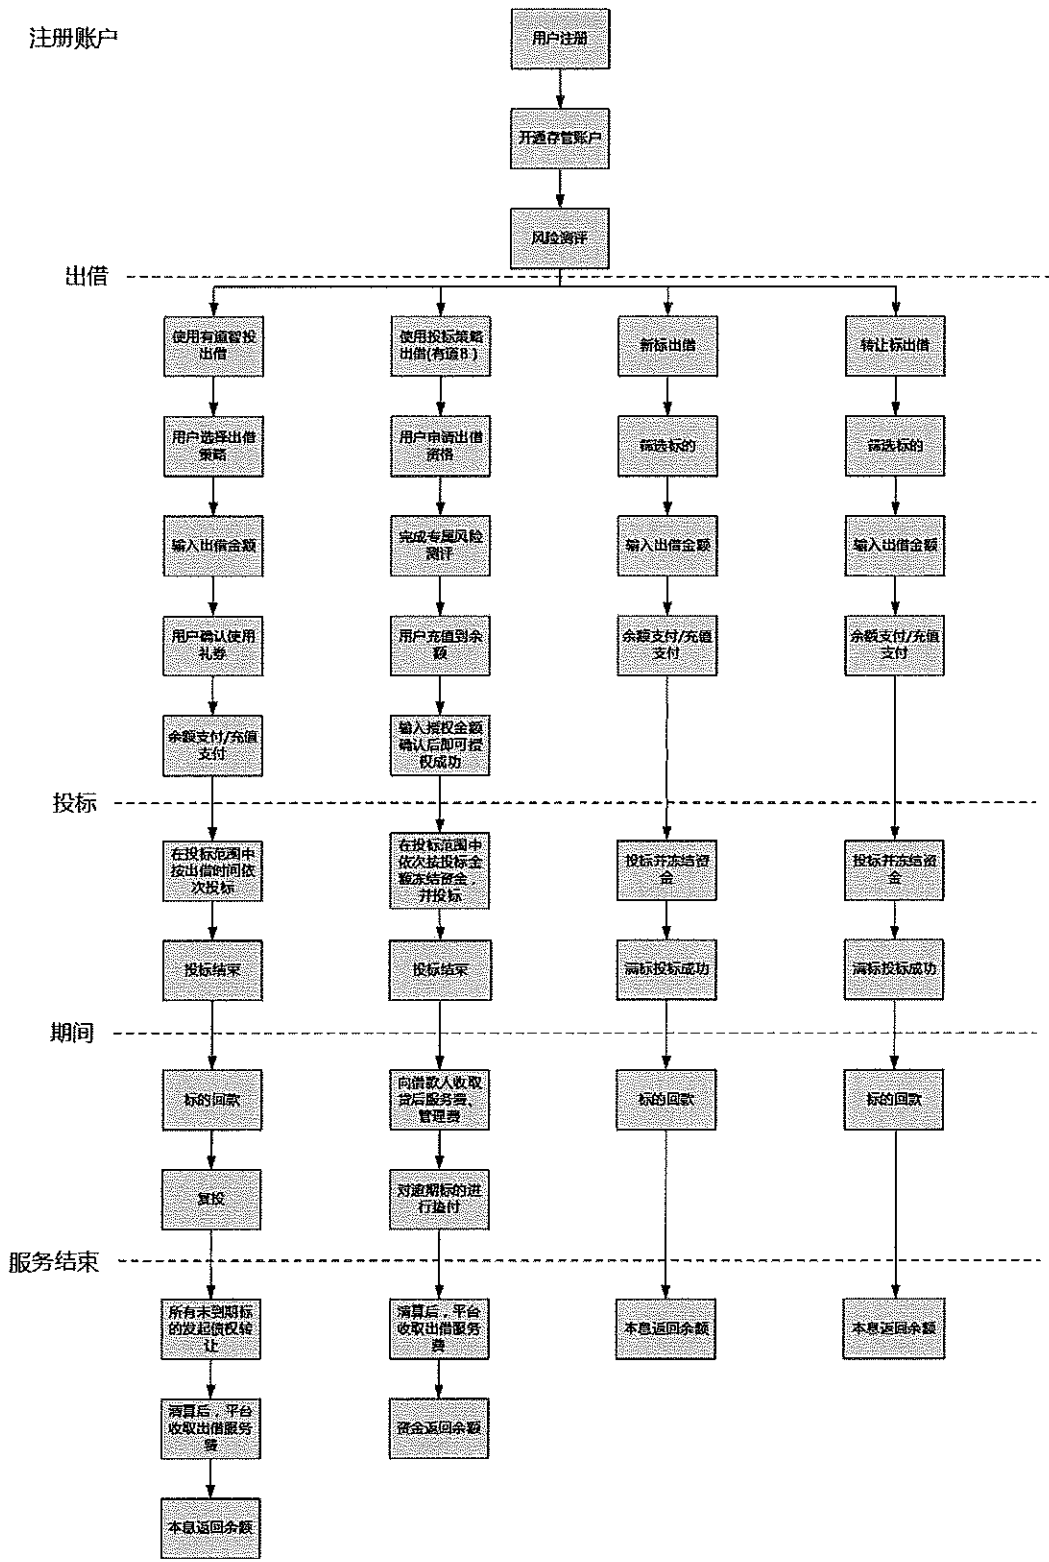 注册账户
用户注册
开通存管账户
风险测评
出借
使用有道智投
出借
使用投标策略
出借(有道B)
新标出借
转让标出借
用户选择出借
策略
用户申请出借
资格
筛选标的
筛选标的
输入出借金额
完成专属风险
测评
输入出借金额
输入出借金额
用户确认使用
礼券
用户充值到余
额
余额支付/充值
支付
余额支付/充值
支付
余额支付/充值
支付
输入授权金额
确认后即可授
权成功
投标
在投标范围中
按出借时间依
次投标
在投标范围中
依次按投标金
额冻结资金，
并投标
投标并冻结资
金
投标并冻结资
金
投标结束
投标结束
满标投标成功
满标投标成功
期间
标的回款
向借款人收取
贷后服务费、
管理费
标的回款
标的回款
复投
对逾期标的进
行垫付
服务结束
所有未到期标
的发起债权转
让
清算后，平台
收取出借服务
费
本息返回余额
本息返回余额
清算后，平台
收取出借服务
费
资金返回余额
本息返回余额